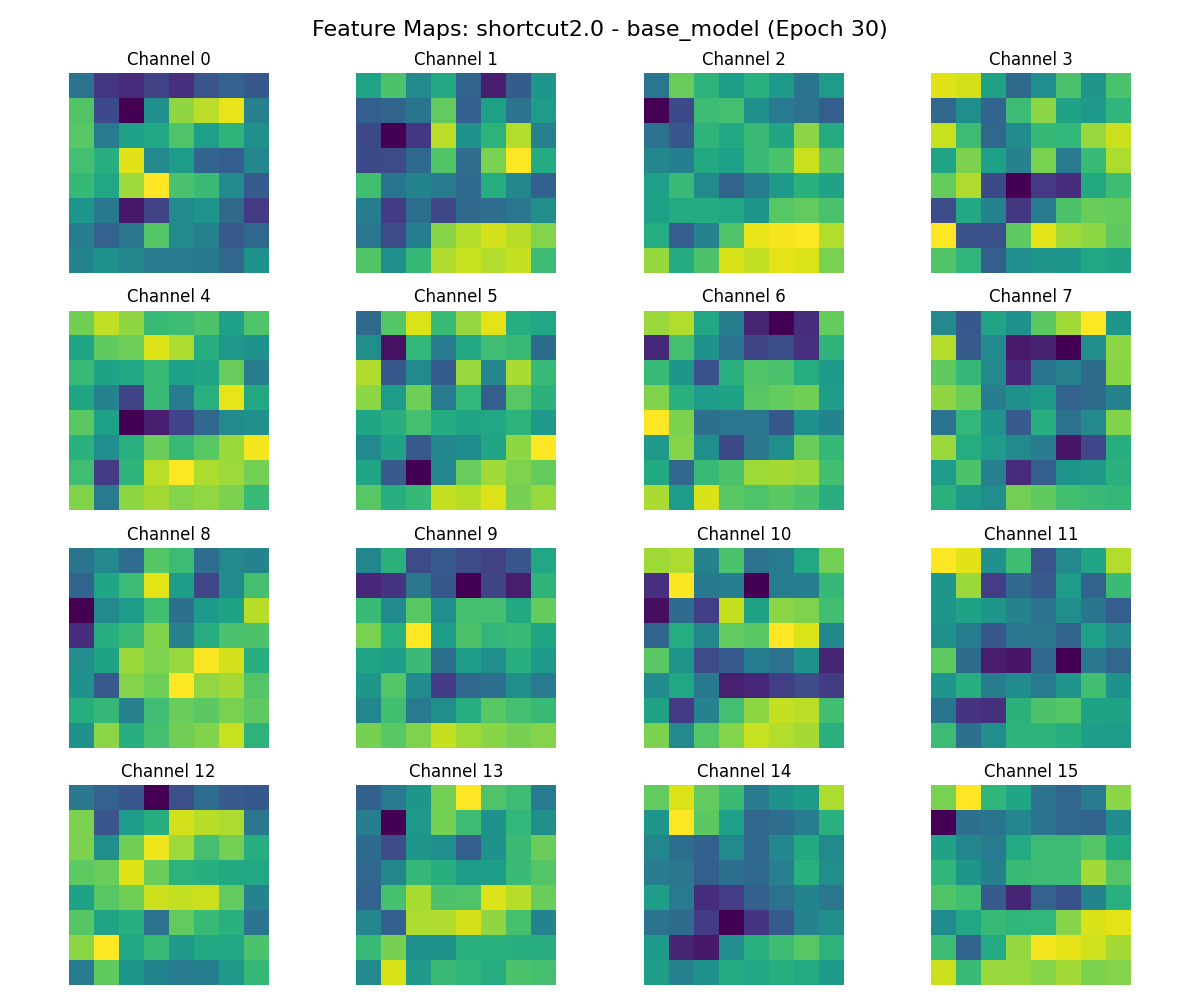 Feature Maps: shortcut2.0 - base_model (Epoch 30)
Channel 0 Channel 1 Channel 2 Channel 3
Channel 4 Channel 5 Channel 6 Channel 7
Channel 8 Channel 9 Channel 10 Channel 11
Channel 12 Channel 13 Channel 14 Channel 15